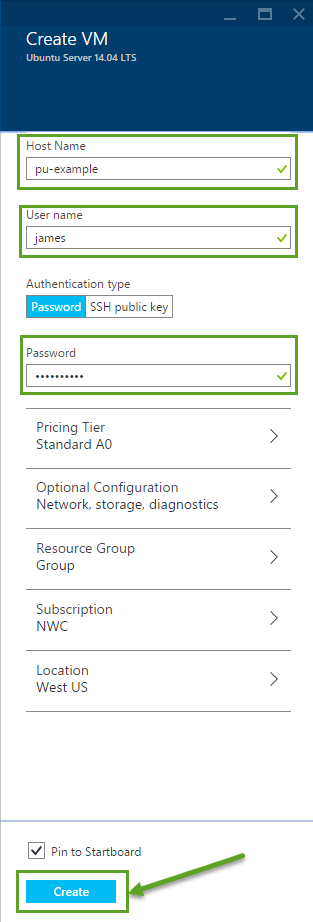 Create VM
Ubuntu Server 14.04 LTS
Host Name
pu-example
User name
james
Authentication type
Password SSH public key
Password
••••••••••
Pricing Tier
Standard A0
Optional Configuration
Network, storage, diagnostics
Resource Group
Group
Subscription
NWC
Location
West US
Pin to Startboard
Create